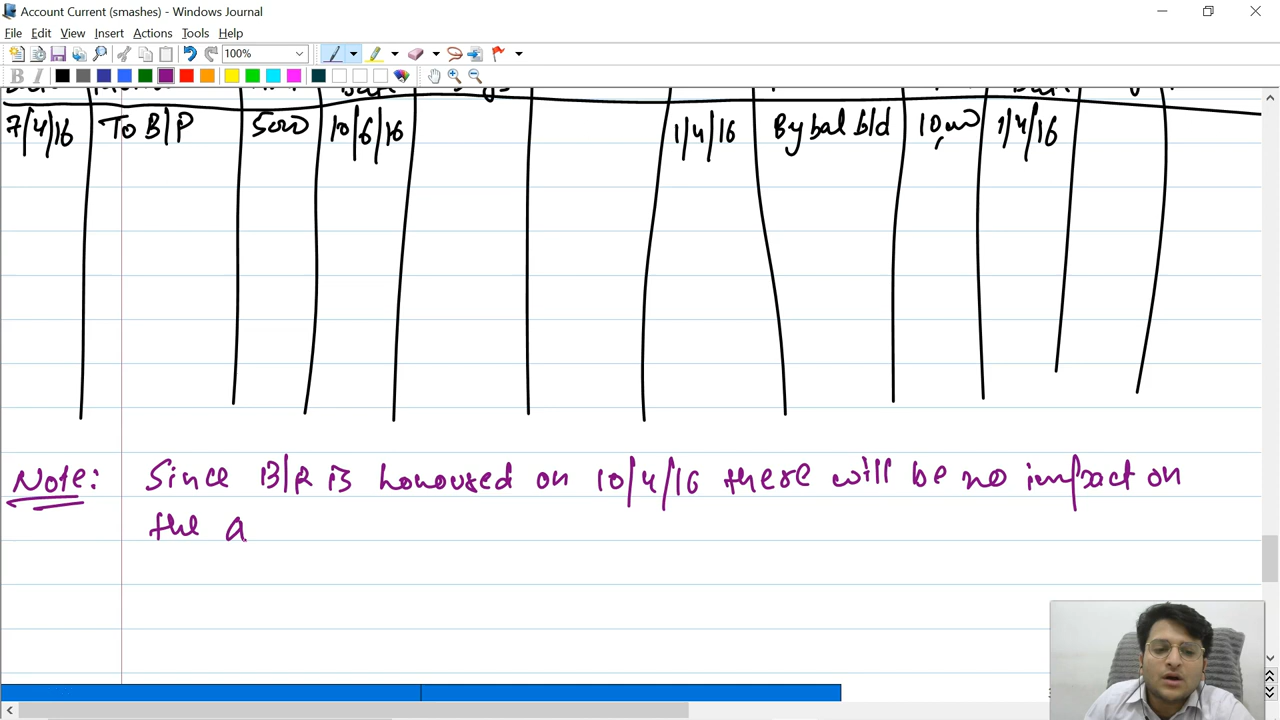 Account Current (smashes) - Windows Journal
File Edit View Insert Actions Tools Help
100%
B I
7/4/16 To B/P 5000 10/6/16 1/4/16 By bal b/d 10,000 1/4/16
Note: Since B/R is honoused on 10/4/16 there will be no impact on
the a